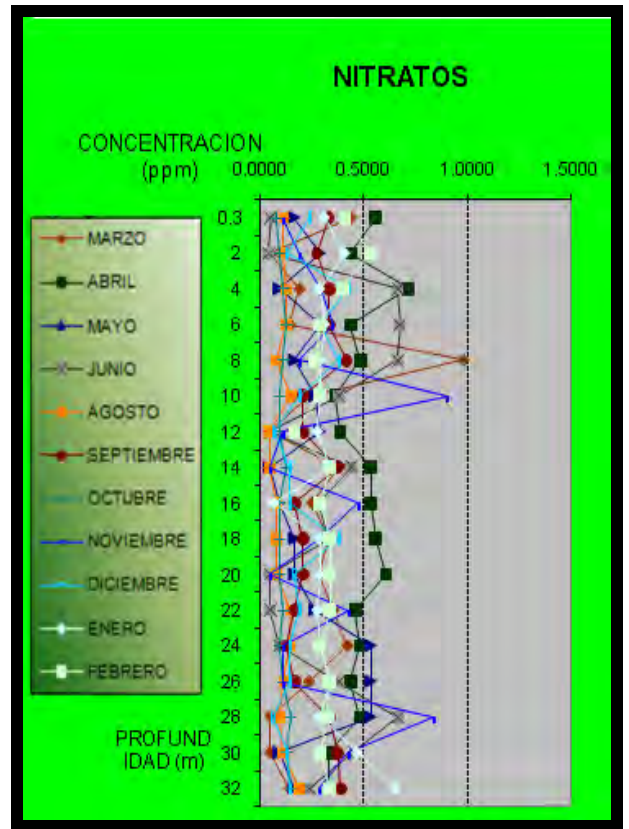 NITRATOS
CONCENTRACION
(ppm)
0.0000 0.5000 1.0000 1.5000
MARZO
ABRIL
MAYO
JUNIO
AGOSTO
SEPTIEMBRE
OCTUBRE
NOVIEMBRE
DICIEMBRE
ENERO
FEBRERO
0.3
2
4
6
8
10
12
14
16
18
20
22
24
26
28
30
32
PROFUND
IDAD (m)